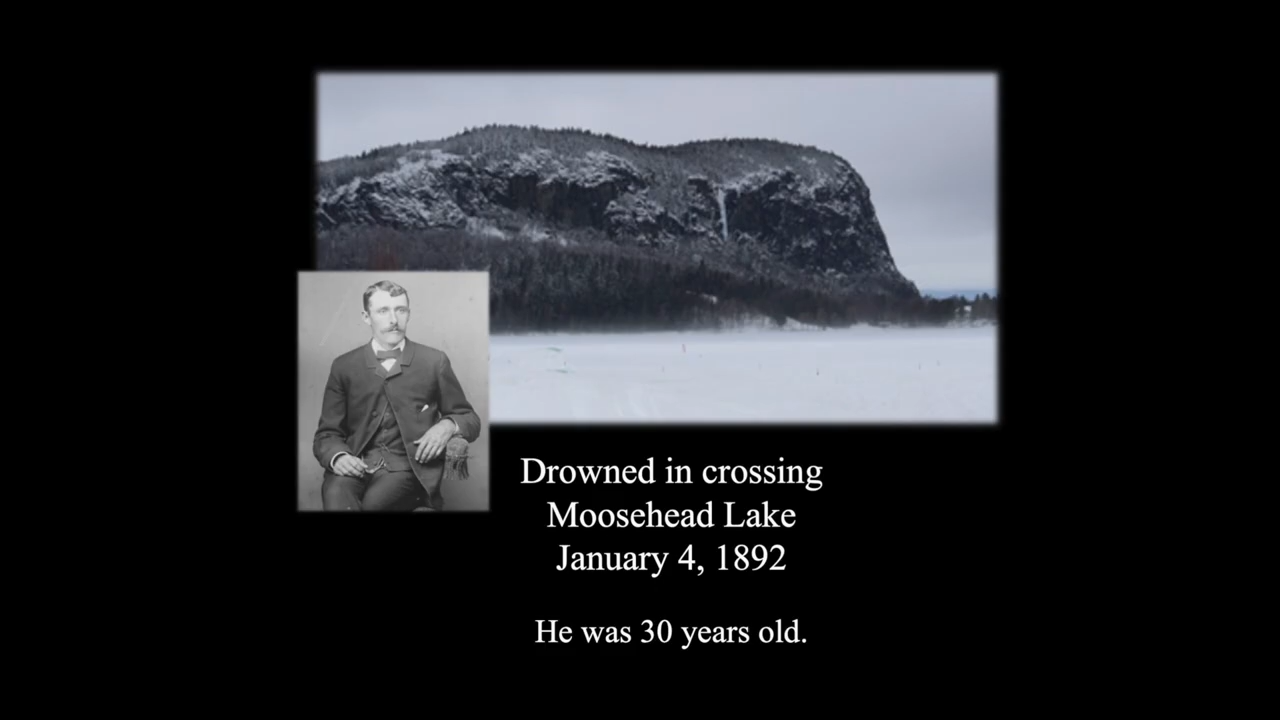 Drowned in crossing
Moosehead Lake
January 4, 1892
He was 30 years old.